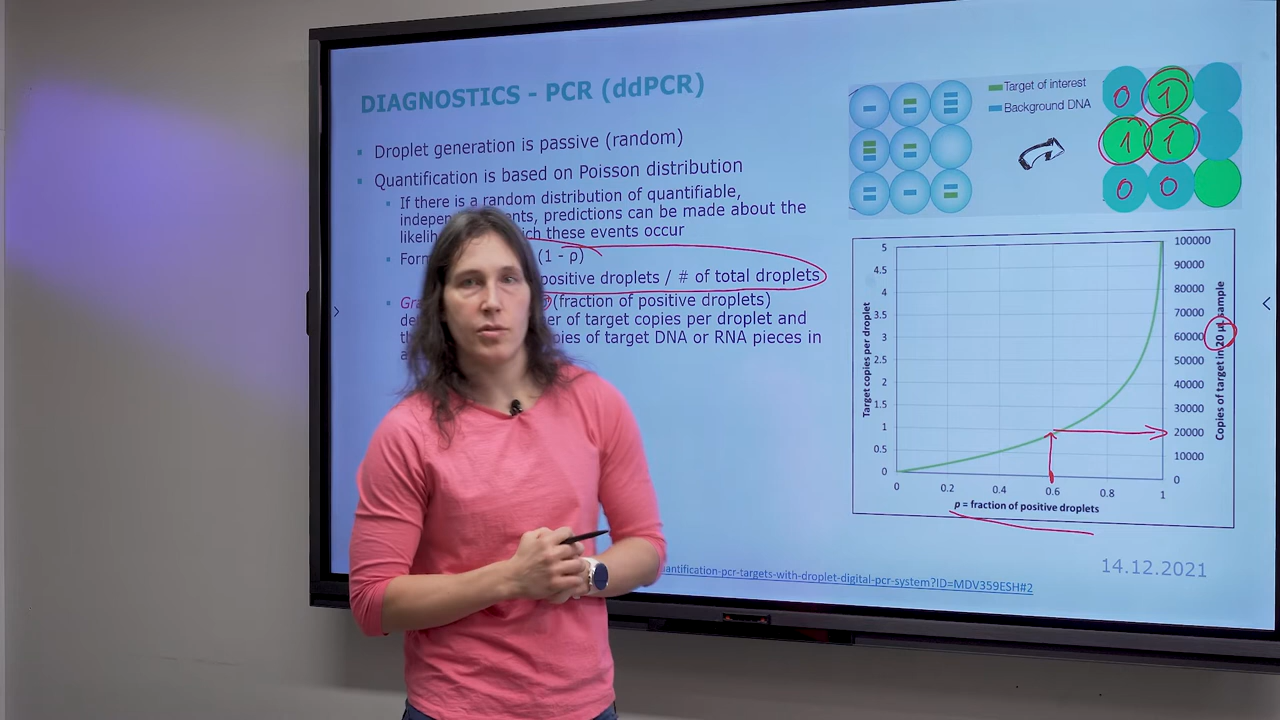 DIAGNOSTICS - PCR (ddPCR)
Droplet generation is passive (random)
Quantification is based on Poisson distribution
If there is a random distribution of quantifiable,
predictions can be made about the
these events occur
(1 - ρ)
positive droplets / # of total droplets
(fraction of positive droplets)
of target copies per droplet and
of target DNA or RNA pieces in
Target of interest
Background DNA
0 1
1 1
0 0
5
4.5
4
3.5
3
2.5
2
1.5
1
0.5
0
Target copies per droplet
0 0.2 0.4 0.6 0.8 1
p = fraction of positive droplets
100000
90000
80000
70000
60000
50000
40000
30000
20000
10000
0
Copies of target in 20 µL sample
14.12.2021
uantification-pcr-targets-with-droplet-digital-pcr-system?ID=MDV359ESH#2